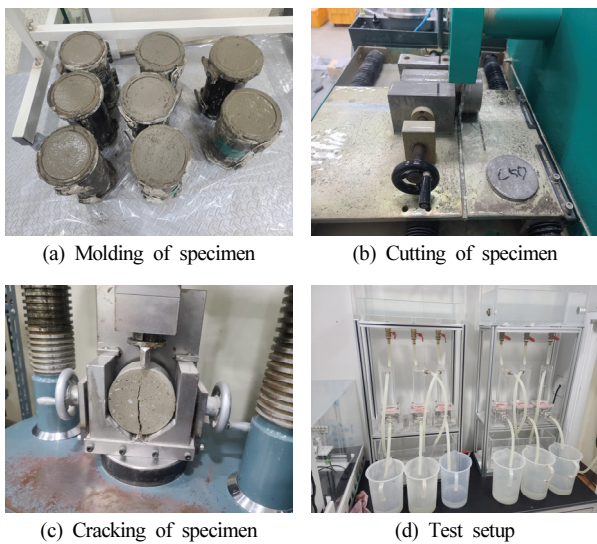 (a) Molding of specimen
(b) Cutting of specimen
(c) Cracking of specimen
(d) Test setup